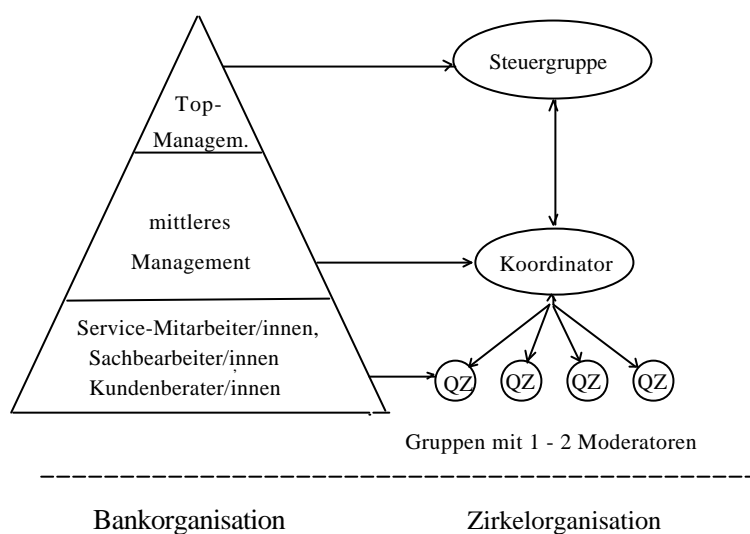 Top-
Managem.
mittleres
Management
Service-Mitarbeiter/innen,
Sachbearbeiter/innen
Kundenberater/innen
Steuergruppe
Koordinator
QZ QZ QZ QZ
Gruppen mit 1 - 2 Moderatoren
Bankorganisation
Zirkelorganisation